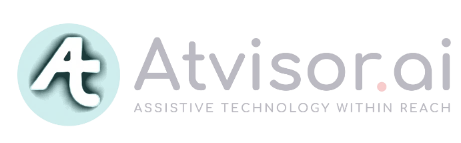 At
Atvisor.ai
ASSISTIVE TECHNOLOGY WITHIN REACH